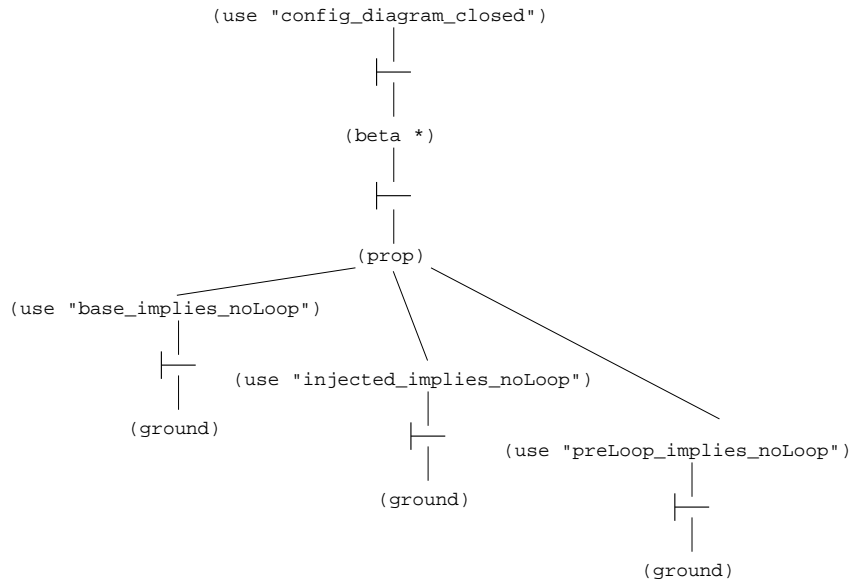 (use "config_diagram_closed")
(beta *)
(prop)
(use "base_implies_noLoop")
(use "injected_implies_noLoop")
(ground)
(use "preLoop_implies_noLoop")
(ground)
(ground)